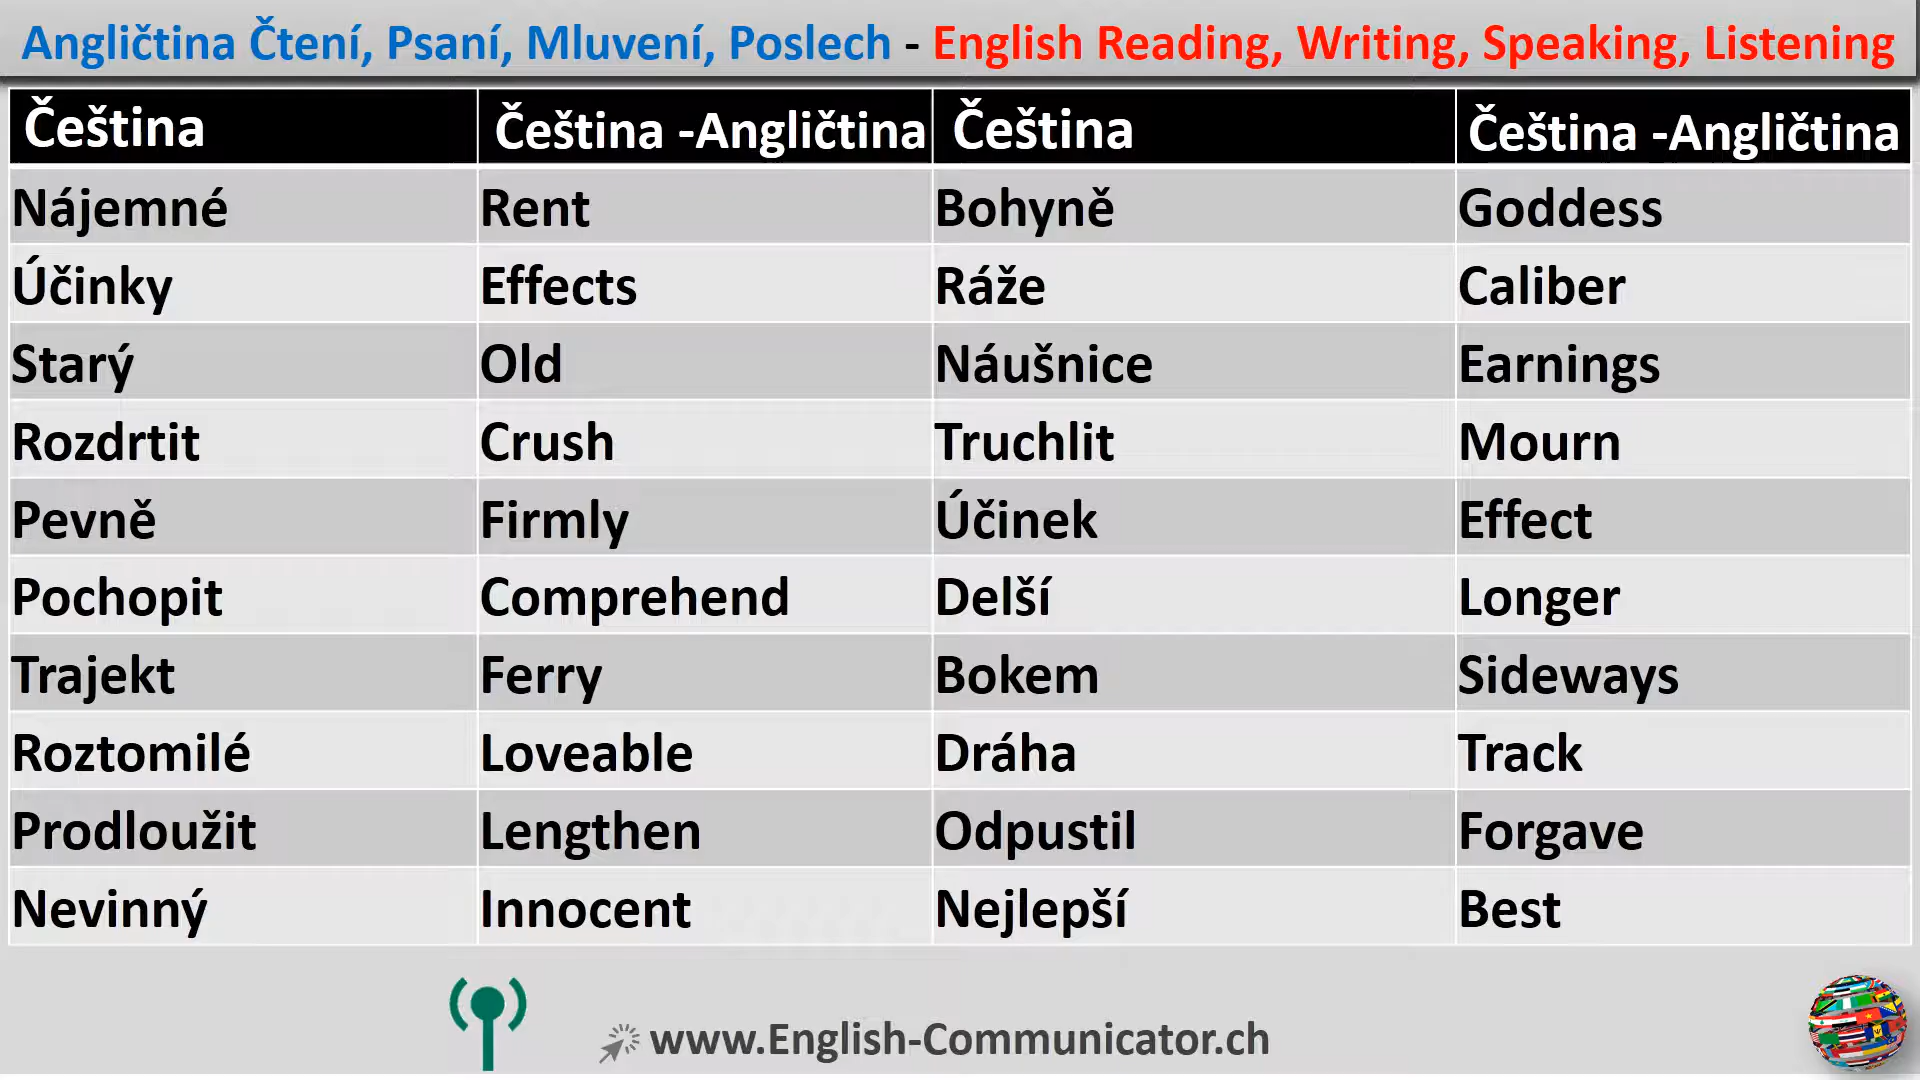 Angličtina Čtení, Psaní, Mluvení, Poslech - English Reading, Writing, Speaking, Listening
Čeština Čeština -Angličtina Čeština Čeština -Angličtina
Nájemné Rent Bohyně Goddess
Účinky Effects Ráže Caliber
Starý Old Náušnice Earnings
Rozdrtit Crush Truchlit Mourn
Pevně Firmly Účinek Effect
Pochopit Comprehend Delší Longer
Trajekt Ferry Bokem Sideways
Roztomilé Loveable Dráha Track
Prodloužit Lengthen Odpustil Forgave
Nevinný Innocent Nejlepší Best
www.English-Communicator.ch